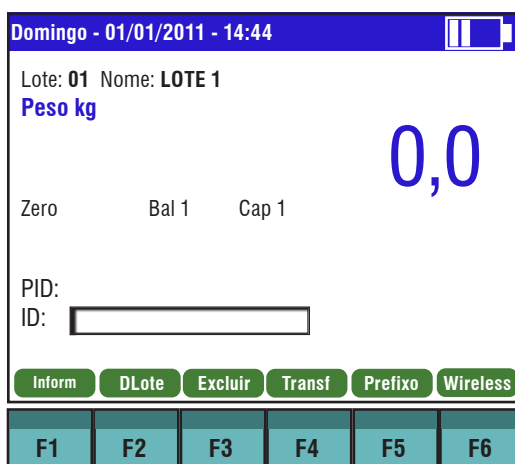 Domingo - 01/01/2011 - 14:44
Lote: 01 Nome: LOTE 1
Peso kg
0,0
Zero Bal 1 Cap 1
PID:
ID:
Inform DLote Excluir Transf Prefixo Wireless
F1 F2 F3 F4 F5 F6